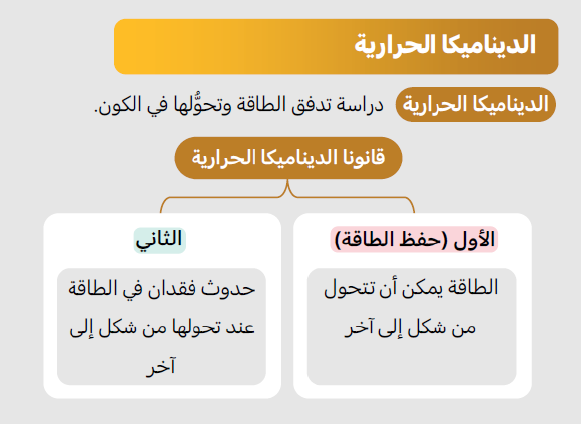 الديناميكا الحرارية
الديناميكا الحرارية دراسة تدفق الطاقة وتحوُّلها في الكون.
قانونا الديناميكا الحرارية
الأول (حفظ الطاقة)
الطاقة يمكن أن تتحول
من شكل إلى آخر
الثاني
حدوث فقدان في الطاقة
عند تحولها من شكل إلى
آخر